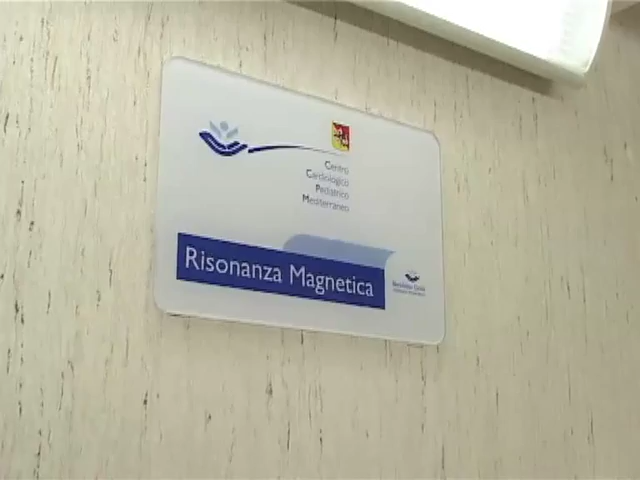 Centro
Cardiologico
Pediatrico
Mediterraneo
Risonanza Magnetica